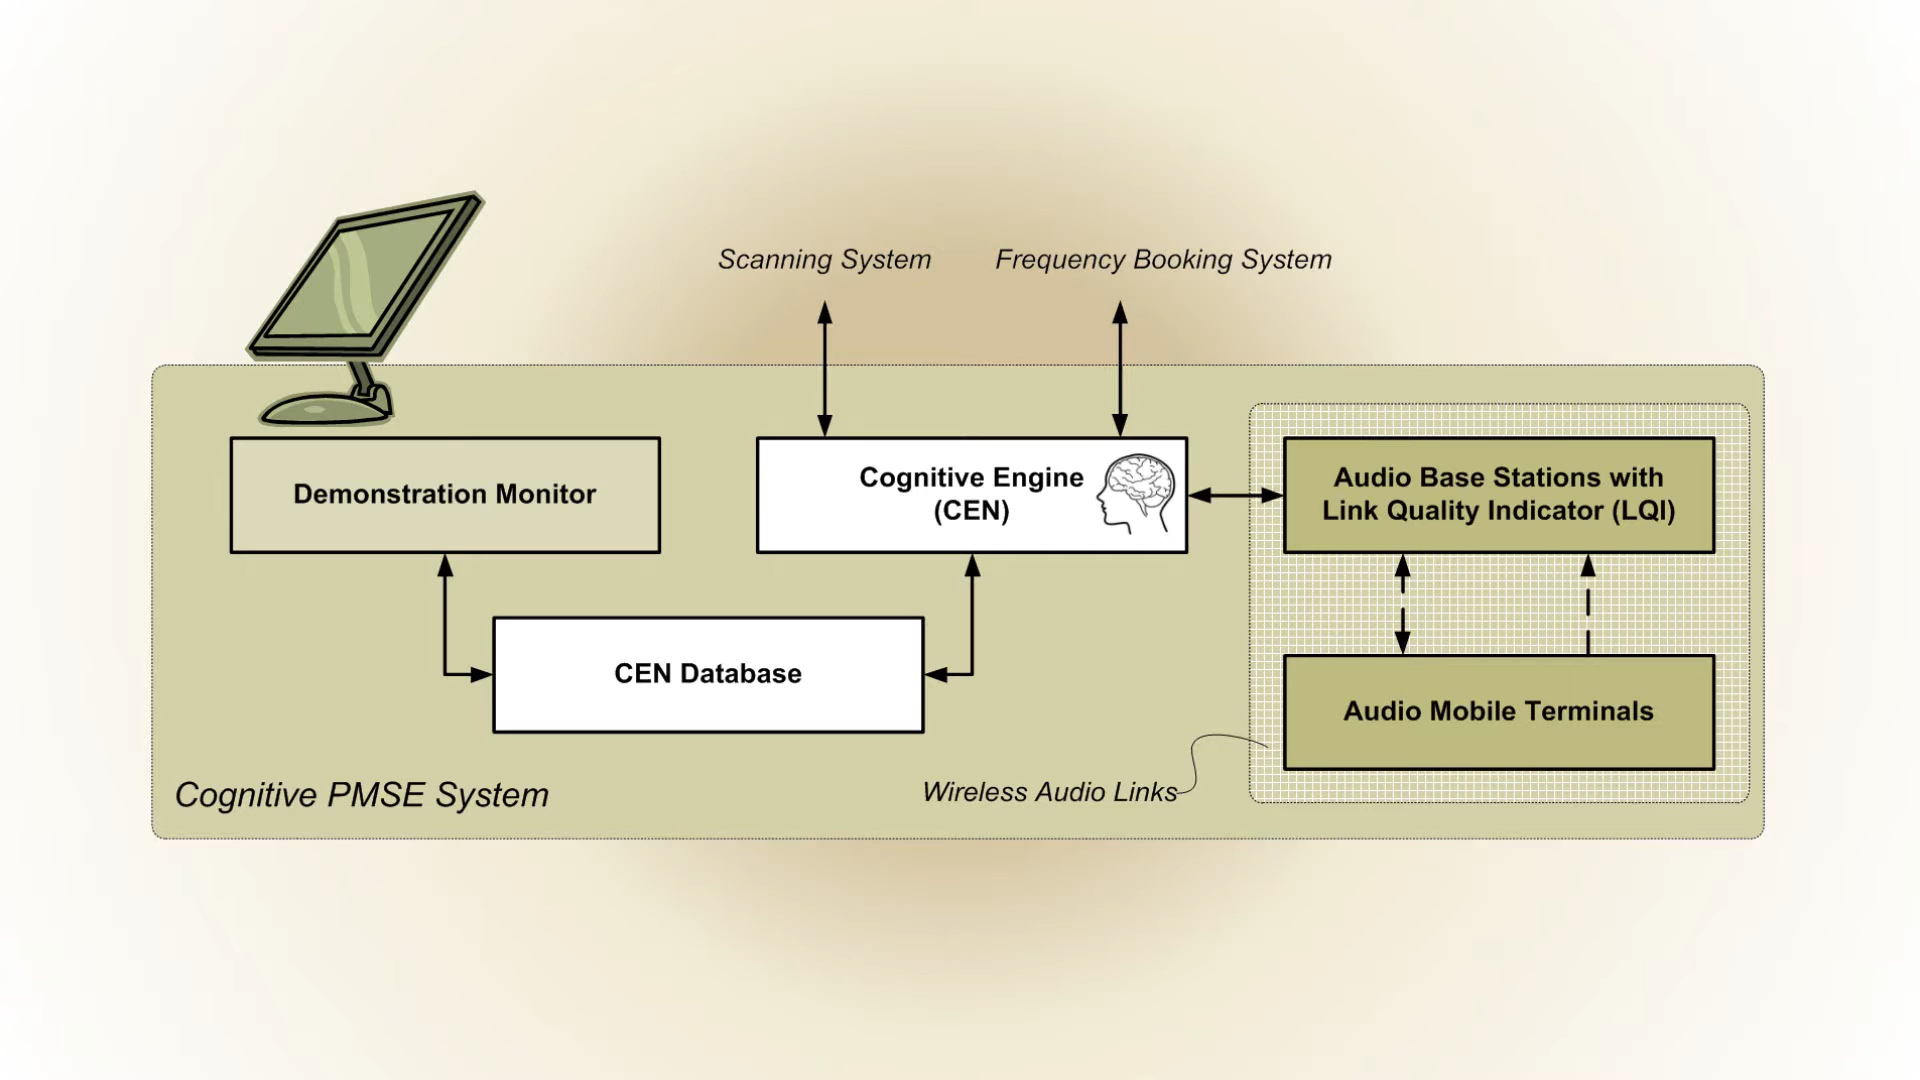 Scanning System
Frequency Booking System
Demonstration Monitor
Cognitive Engine
(CEN)
Audio Base Stations with
Link Quality Indicator (LQI)
CEN Database
Audio Mobile Terminals
Wireless Audio Links
Cognitive PMSE System